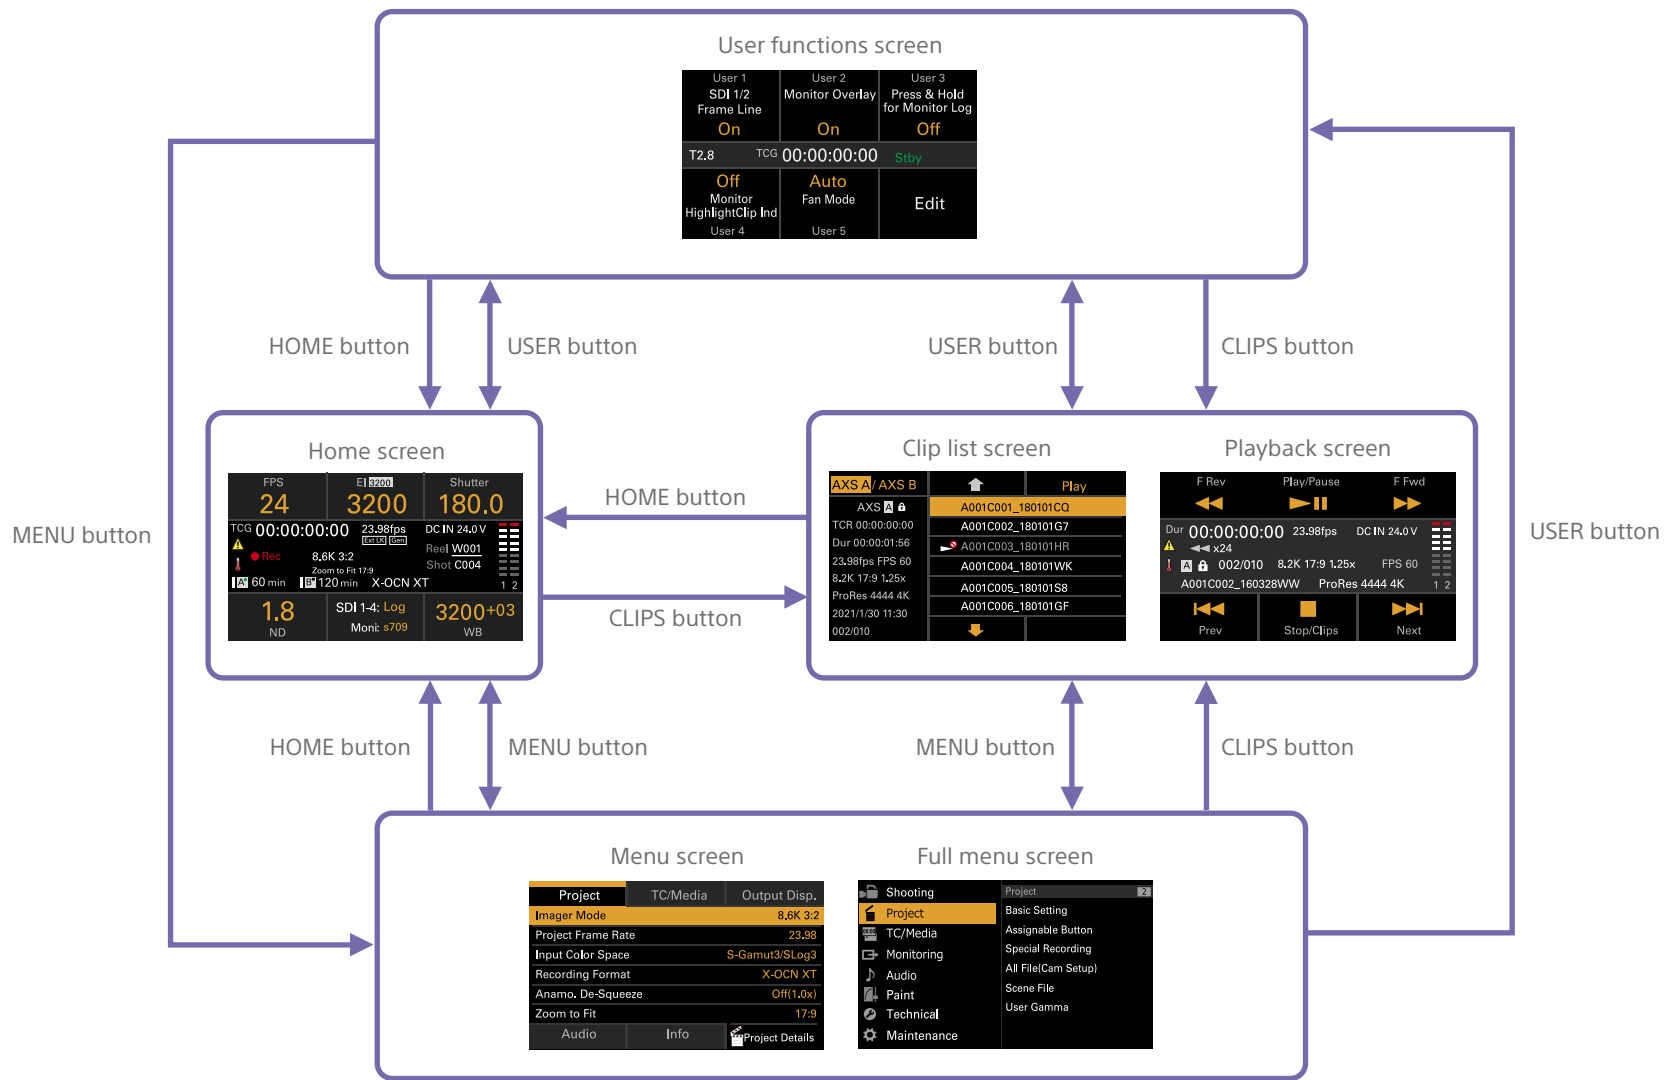 User functions screen
User 1
User 2
User 3
SDI 1/2
Frame Line
Monitor Overlay
Press & Hold
for Monitor Log
On
On
Off
T2.8
TCG 00:00:00:00
Stby
Off
Auto
Monitor
HighlightClip Ind
Fan Mode
Edit
User 4
User 5
HOME button
USER button
USER button
CLIPS button
MENU button
USER button
Home screen
FPS
EI 3200
Shutter
24
3200
180.0
TCG 00:00:00:00
23.98fps
DC IN 24.0 V
Ext LK
Gen
Rec
8.6K 3:2
Reel W001
Zoom to Fit 17:9
Shot C004
A 60 min
B 120 min
X-OCN XT
1 2
1.8
SDI 1-4: Log
3200+03
ND
Moni: s709
WB
HOME button
CLIPS button
Clip list screen
AXS A / AXS B
Play
AXS A
A001C001_180101CQ
TCR 00:00:00:00
A001C002_180101G7
Dur 00:00:01:56
A001C003_180101HR
23.98fps FPS 60
A001C004_180101WK
8.2K 17:9 1.25x
A001C005_180101S8
ProRes 4444 4K
A001C006_180101GF
2021/1/30 11:30
002/010
Playback screen
F Rev
Play/Pause
F Fwd
Dur 00:00:00:00
23.98fps
DC IN 24.0 V
x24
A
002/010
8.2K 17:9 1.25x
FPS 60
A001C002_160328WW
ProRes 4444 4K
1 2
Prev
Stop/Clips
Next
HOME button
MENU button
MENU button
CLIPS button
Menu screen
Project
TC/Media
Output Disp.
Imager Mode 8.6K 3:2
Project Frame Rate 23.98
Input Color Space S-Gamut3/SLog3
Recording Format X-OCN XT
Anamo. De-Squeeze Off(1.0x)
Zoom to Fit 17:9
Audio
Info
Project Details
Full menu screen
Shooting
Project
TC/Media
Monitoring
Audio
Paint
Technical
Maintenance
Project 2
Basic Setting
Assignable Button
Special Recording
All File(Cam Setup)
Scene File
User Gamma